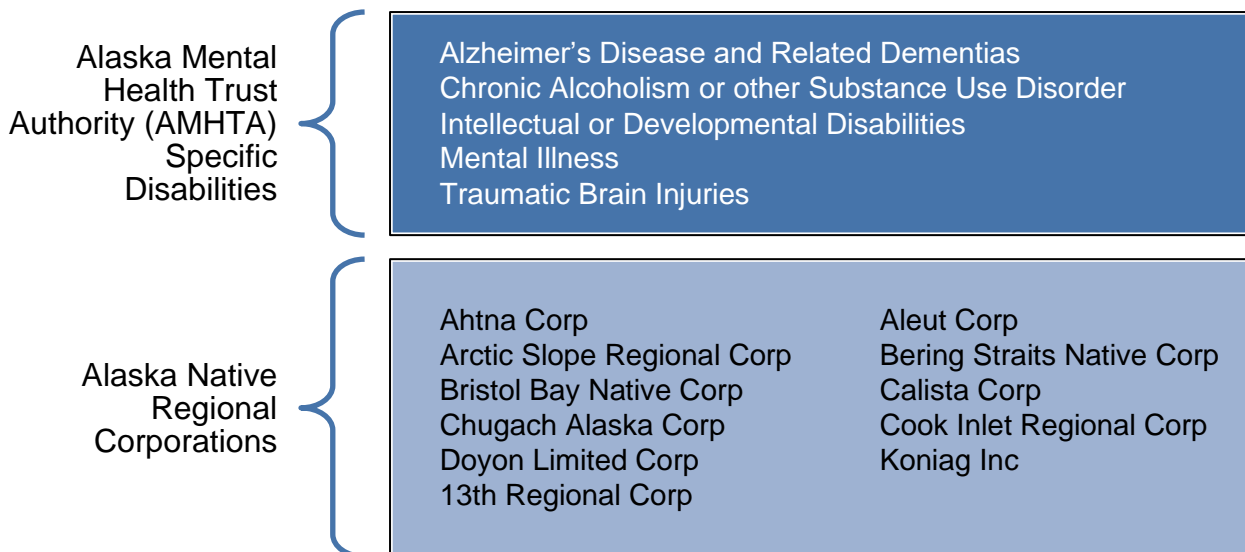 Alaska Mental
Health Trust
Authority (AMHTA)
Specific
Disabilities
Alzheimer’s Disease and Related Dementias
Chronic Alcoholism or other Substance Use Disorder
Intellectual or Developmental Disabilities
Mental Illness
Traumatic Brain Injuries
Alaska Native
Regional
Corporations
Ahtna Corp
Arctic Slope Regional Corp
Bristol Bay Native Corp
Chugach Alaska Corp
Doyon Limited Corp
13th Regional Corp
Aleut Corp
Bering Straits Native Corp
Calista Corp
Cook Inlet Regional Corp
Koniag Inc